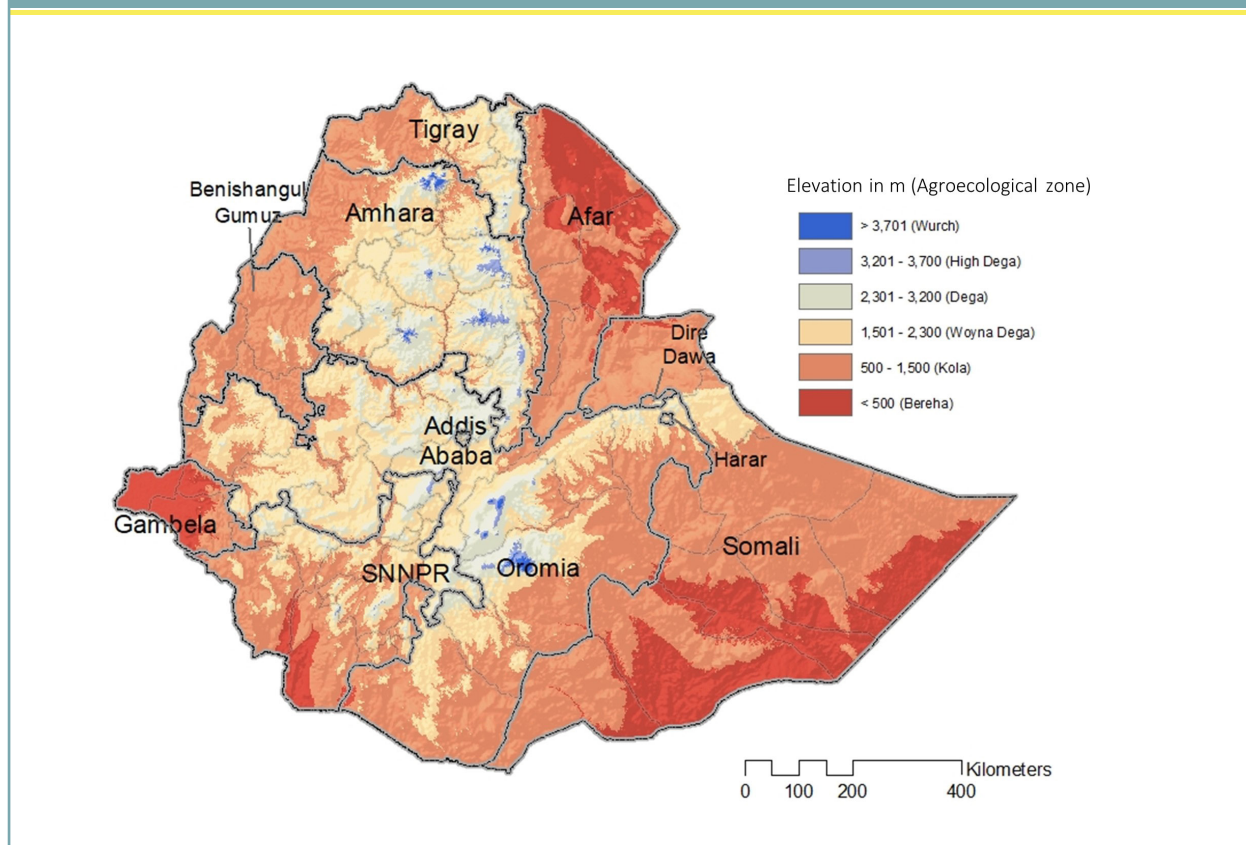 Tigray
Benishangul
Gumuz
Amhara
Afar
Dire
Dawa
Addis
Ababa
Harar
Gambela
Somali
SNNPR
Oromia
Elevation in m (Agroecological zone)
> 3,701 (Wurch)
3,201 - 3,700 (High Dega)
2,301 - 3,200 (Dega)
1,501 - 2,300 (Woyna Dega)
500 - 1,500 (Kola)
< 500 (Bereha)
Kilometers
0 100 200 400